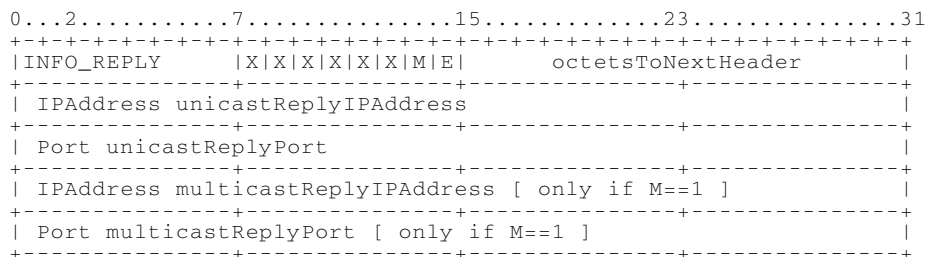 0...2...........7...............15.............23...............31
+-+-+-+-+-+-+-+-+-+-+-+-+-+-+-+-+-+-+-+-+-+-+-+-+-+-+-+-+-+-+-+-+
|INFO_REPLY |X|X|X|X|X|X|M|E| octetsToNextHeader |
+---------------+---------------+---------------+---------------+
| IPAddress unicastReplyIPAddress |
+---------------+---------------+---------------+---------------+
| Port unicastReplyPort |
+---------------+---------------+---------------+---------------+
| IPAddress multicastReplyIPAddress [ only if M==1 ] |
+---------------+---------------+---------------+---------------+
| Port multicastReplyPort [ only if M==1 ] |
+---------------+---------------+---------------+---------------+